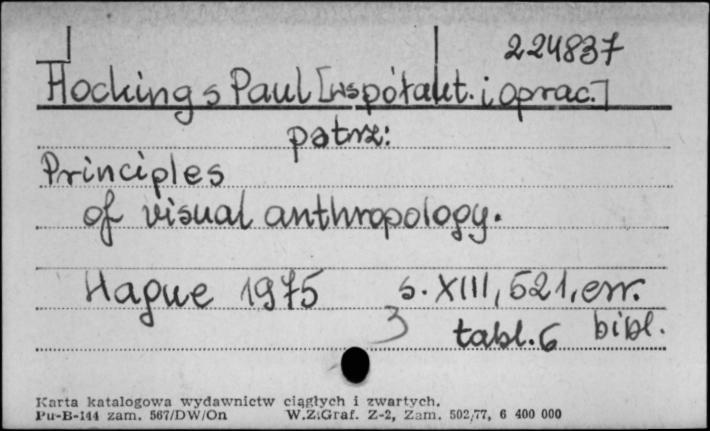 224837
Hockings Paul [współaut. i oprac.]
patrz:
Principles
of visual anthropology.
Hague 1975 s. XIII, 521, err.
3 tabl. 6 bibl.
Karta katalogowa wydawnictw ciągłych i zwartych.
Pu-B-144 zam. 567/DW/On W.Z.Graf. Z-2, Zam. 502/77, 6 400 000